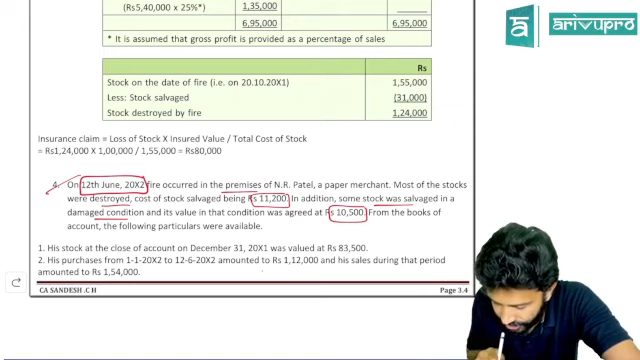 (Rs5,40,000 x 25%*) 1,35,000
6,95,000 6,95,000
* It is assumed that gross profit is provided as a percentage of sales
arivupro
Rs
Stock on the date of fire (i.e. on 20.10.20X1) 1,55,000
Less: Stock salvaged (31,000)
Stock destroyed by fire 1,24,000
Insurance claim = Loss of Stock X Insured Value / Total Cost of Stock
= Rs1,24,000 X 1,00,000 / 1,55,000 = Rs80,000
4. On 12th June, 20X2 fire occurred in the premises of N.R. Patel, a paper merchant. Most of the stocks
were destroyed, cost of stock salvaged being Rs 11,200. In addition, some stock was salvaged in a
damaged condition and its value in that condition was agreed at Rs 10,500. From the books of
account, the following particulars were available.
1. His stock at the close of account on December 31, 20X1 was valued at Rs 83,500.
2. His purchases from 1-1-20X2 to 12-6-20X2 amounted to Rs 1,12,000 and his sales during that period
amounted to Rs 1,54,000.
CA SANDESH .C H Page 3.4